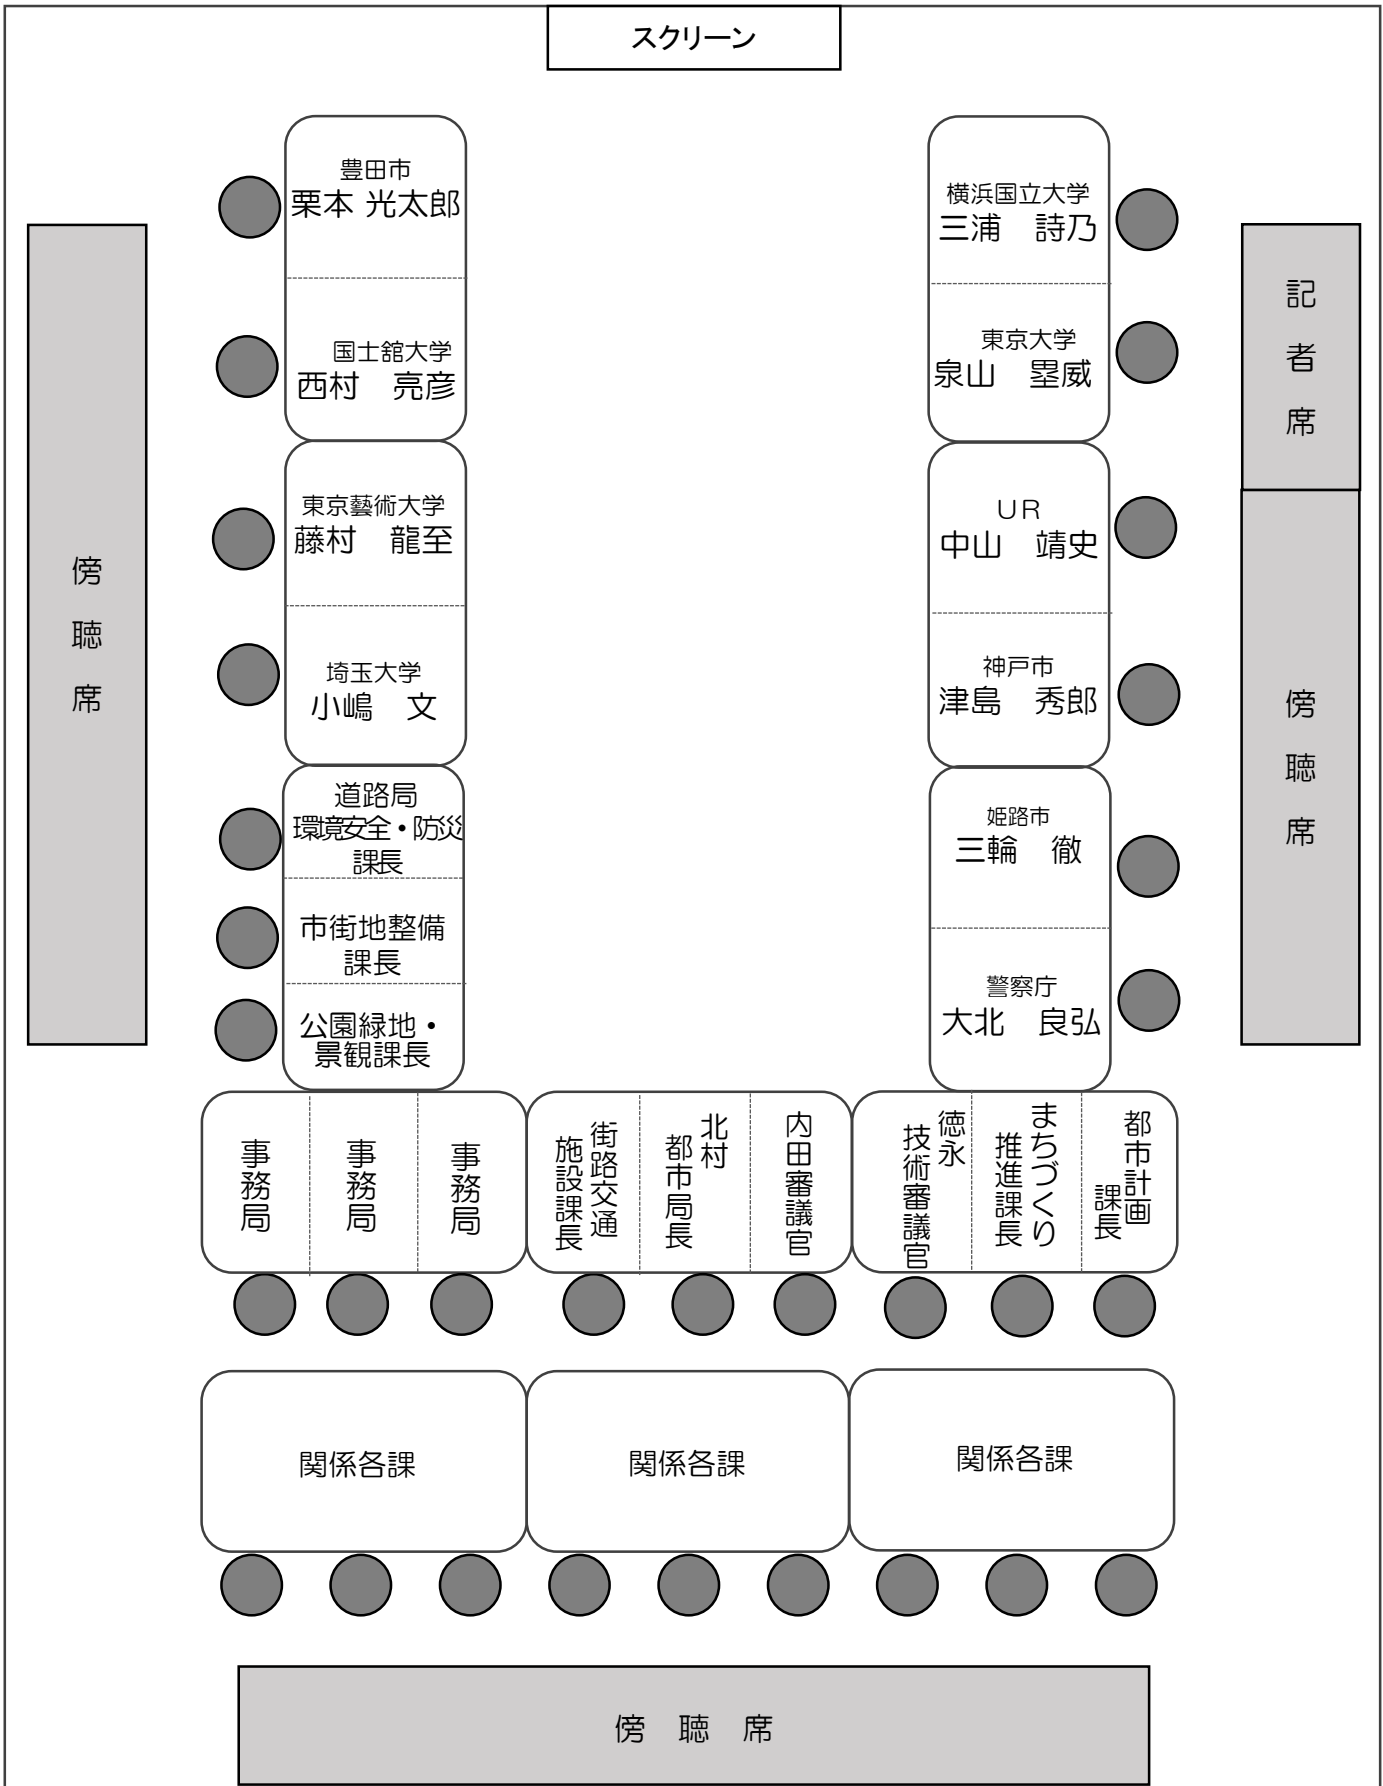 スクリーン
豊田市
栗本 光太郎
国士舘大学
西村　亮彦
東京藝術大学
藤村　龍至
埼玉大学
小嶋　文
道路局
環境安全・防災
課長
市街地整備
課長
公園緑地・
景観課長
横浜国立大学
三浦　詩乃
東京大学
泉山　塁威
UR
中山　靖史
神戸市
津島　秀郎
姫路市
三輪　徹
警察庁
大北　良弘
傍聴席
記者席
傍聴席
事務局
事務局
事務局
街路交通
施設課長
北村
都市局長
内田審議官
徳永
技術審議官
まちづくり
推進課長
都市計画
課長
関係各課
関係各課
関係各課
傍　聴　席